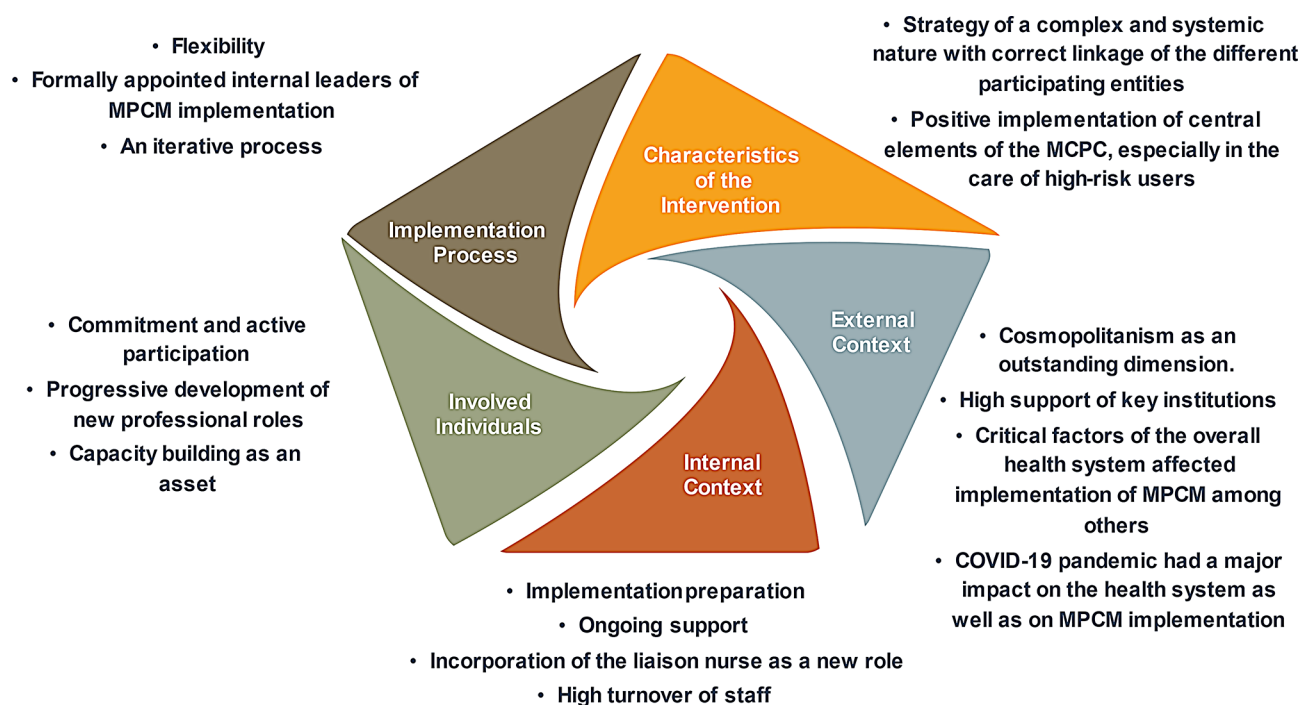 • Flexibility
• Formally appointed internal leaders of
MPCM implementation
• An iterative process
• Strategy of a complex and systemic
nature with correct linkage of the different
participating entities
• Positive implementation of central
elements of the MCPC, especially in the
care of high-risk users
Characteristics
of the
Intervention
Implementation
Process
External
Context
• Cosmopolitanism as an
outstanding dimension.
• High support of key institutions
• Critical factors of the overall
health system affected
implementation of MPCM among
others
• COVID-19 pandemic had a major
impact on the health system as
well as on MPCM implementation
• Commitment and active
participation
• Progressive development of
new professional roles
• Capacity building as an
asset
Involved
Individuals
Internal
Context
• Implementation preparation
• Ongoing support
• Incorporation of the liaison nurse as a new role
• High turnover of staff